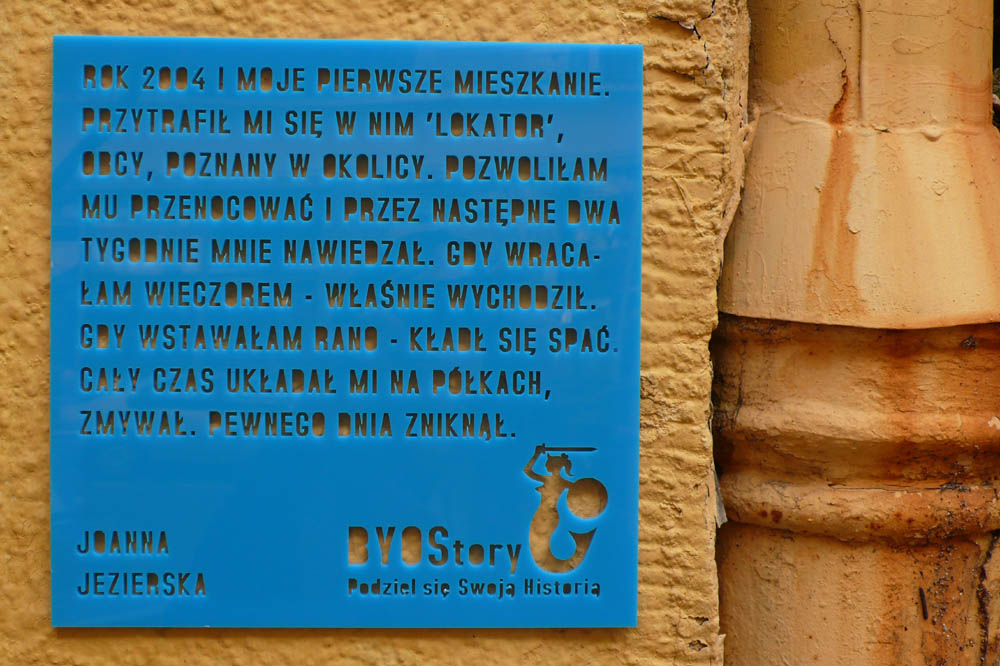 ROK 2004 I MOJE PIERWSZE MIESZKANIE.
PRZYTRAFIŁ MI SIĘ W NIM 'LOKATOR',
OBCY, POZNANY W OKOLICY. POZWOLIŁAM
MU PRZENOCOWAĆ I PRZEZ NASTĘPNE DWA
TYGODNIE MNIE NAWIEDZAŁ. GDY WRACA-
ŁAM WIECZOREM - WŁAŚNIE WYCHODZIŁ.
GDY WSTAWAŁAM RANO - KŁADŁ SIĘ SPAĆ.
CAŁY CZAS UKŁADAŁ MI NA PÓŁKACH,
ZMYWAŁ. PEWNEGO DNIA ZNIKNĄŁ.
JOANNA
JEZIERSKA
BYOStory
Podziel się Swoją Historią